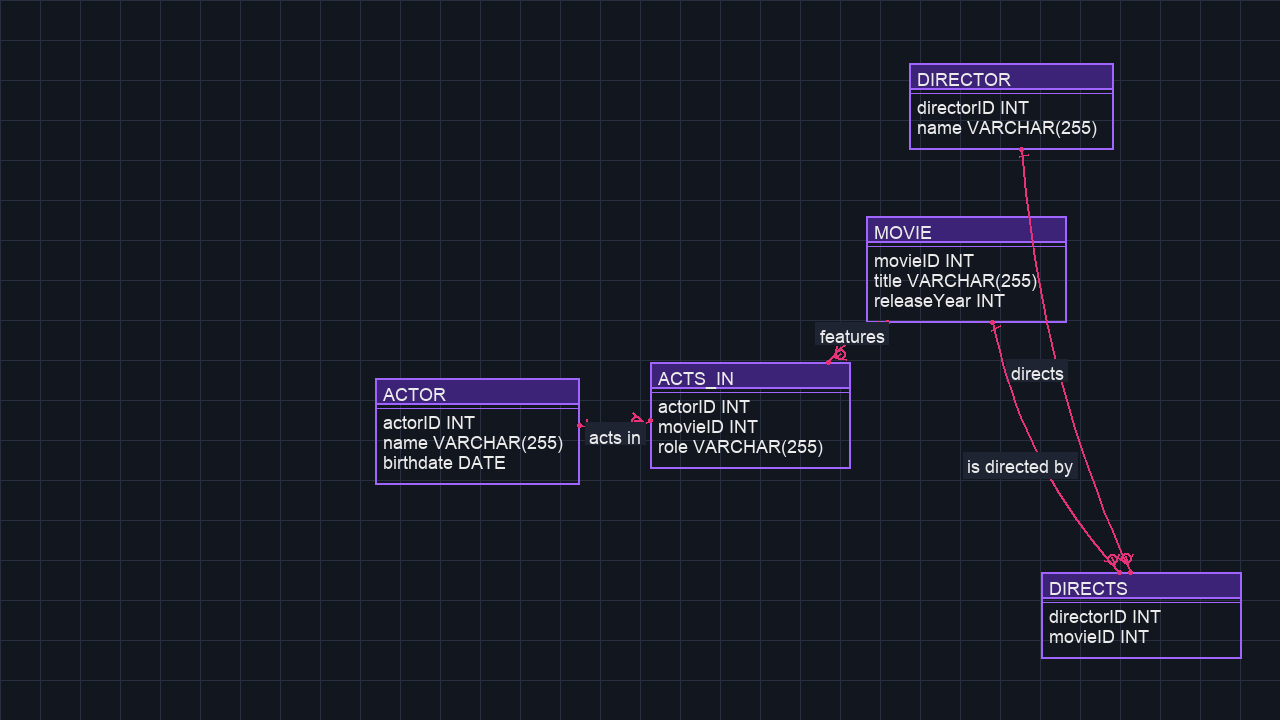 DIRECTOR
directorID INT
name VARCHAR(255)
MOVIE
movieID INT
title VARCHAR(255)
releaseYear INT
features
ACTS_IN
actorID INT
movieID INT
role VARCHAR(255)
ACTOR
actorID INT
name VARCHAR(255)
birthdate DATE
acts in
directs
is directed by
DIRECTS
directorID INT
movieID INT